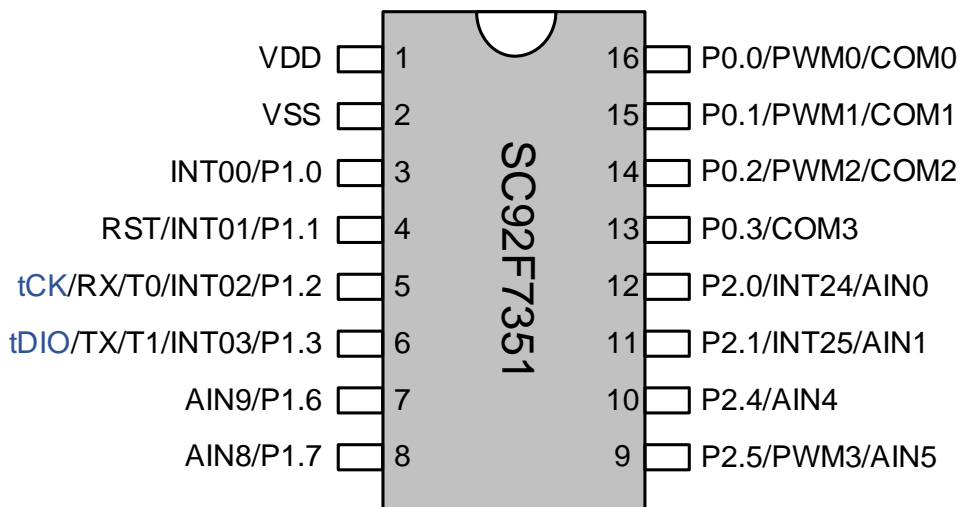 VDD 1 16 P0.0/PWM0/COM0
VSS 2 15 P0.1/PWM1/COM1
INT00/P1.0 3 14 P0.2/PWM2/COM2
RST/INT01/P1.1 4 13 P0.3/COM3
tCK/RX/T0/INT02/P1.2 5 12 P2.0/INT24/AIN0
tDIO/TX/T1/INT03/P1.3 6 11 P2.1/INT25/AIN1
AIN9/P1.6 7 10 P2.4/AIN4
AIN8/P1.7 8 9 P2.5/PWM3/AIN5
SC92F7351